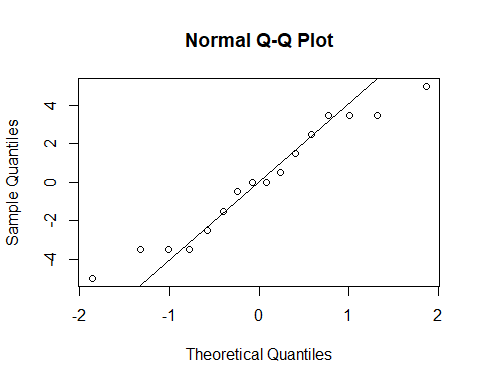 Normal Q-Q Plot
Sample Quantiles
4
2
0
-2
-4
-2 -1 0 1 2
Theoretical Quantiles